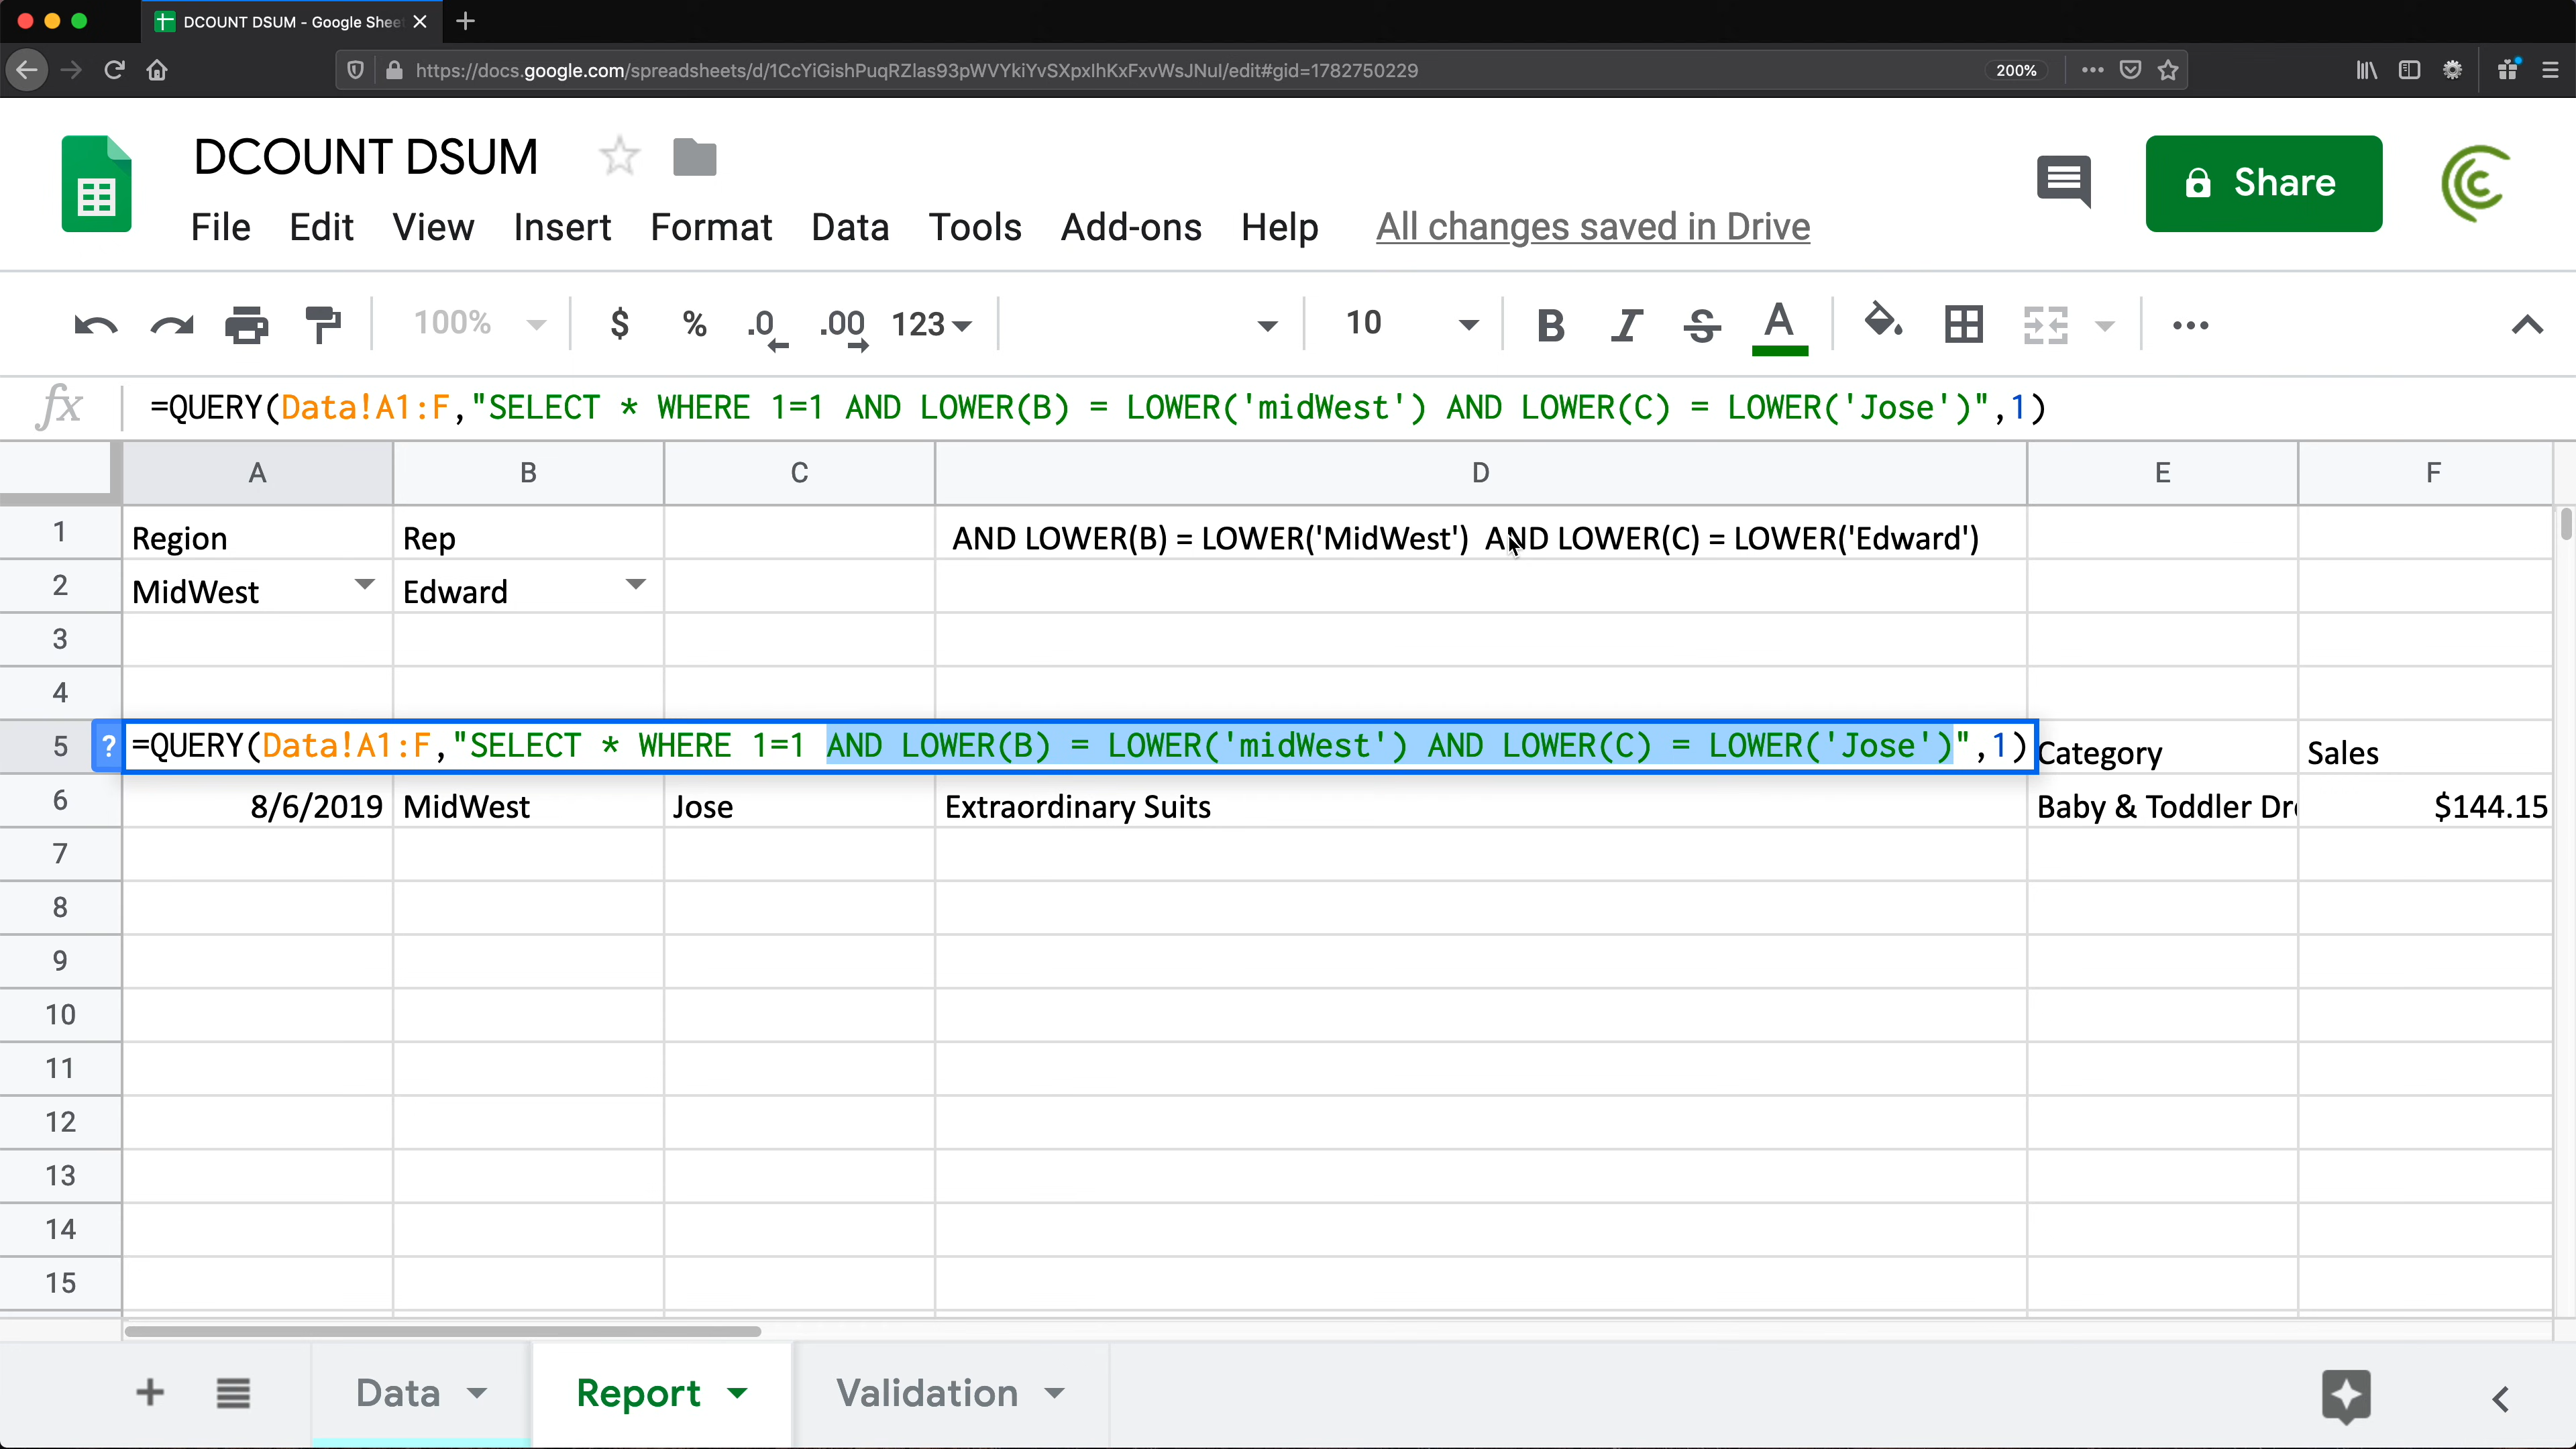 DCOUNT DSUM - Google Shee
https://docs.google.com/spreadsheets/d/1CcYiGishPuqRZlas93pWVYkiYvSXpxIhKxFxvWsJNuI/edit#gid=1782750229 200%
DCOUNT DSUM
Share
File Edit View Insert Format Data Tools Add-ons Help All changes saved in Drive
100% $ % .0 .00 123 10 B I S A
fx =QUERY(Data!A1:F,"SELECT * WHERE 1=1 AND LOWER(B) = LOWER('midWest') AND LOWER(C) = LOWER('Jose')",1)
A B C D E F
1 Region Rep AND LOWER(B) = LOWER('MidWest') AND LOWER(C) = LOWER('Edward')
2 MidWest Edward
3
4
5 ? =QUERY(Data!A1:F,"SELECT * WHERE 1=1 AND LOWER(B) = LOWER('midWest') AND LOWER(C) = LOWER('Jose')",1) Category Sales
6 8/6/2019 MidWest Jose Extraordinary Suits Baby & Toddler Dre $144.15
7
8
9
10
11
12
13
14
15
Data Report Validation